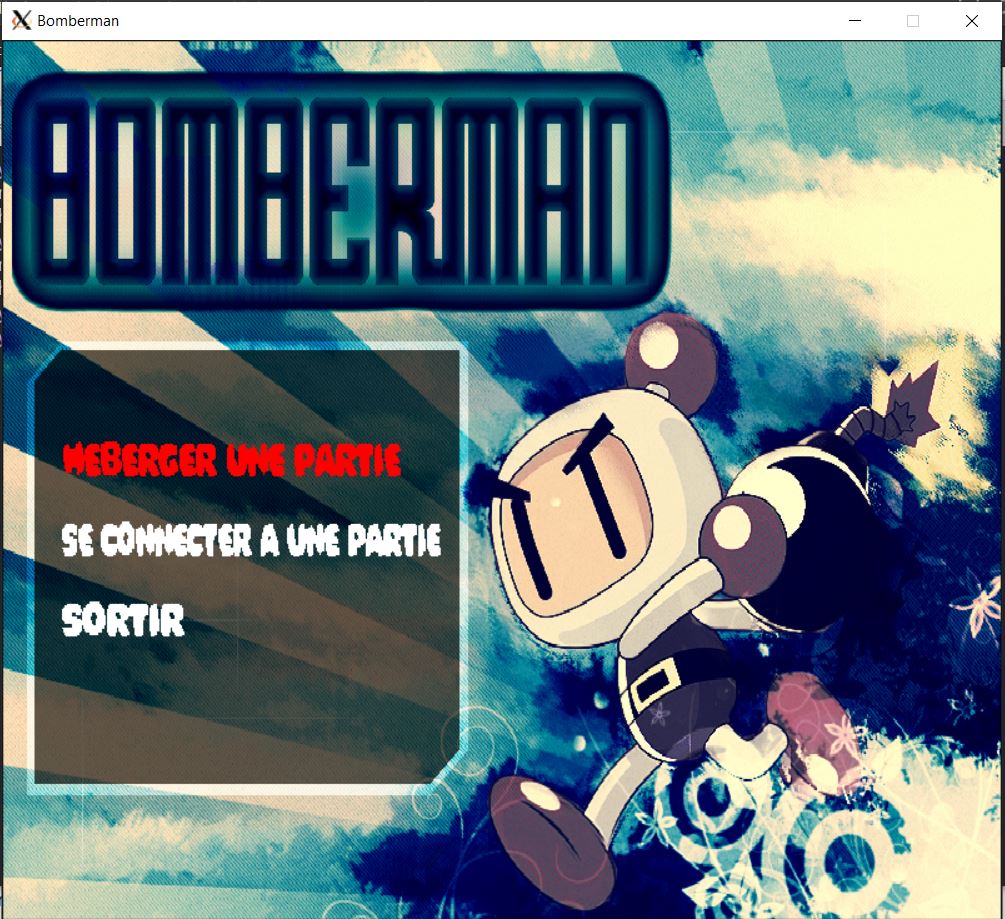 Bomberman
BOMBERMAN
HEBERGER UNE PARTIE
SE CONNECTER A UNE PARTIE
SORTIR